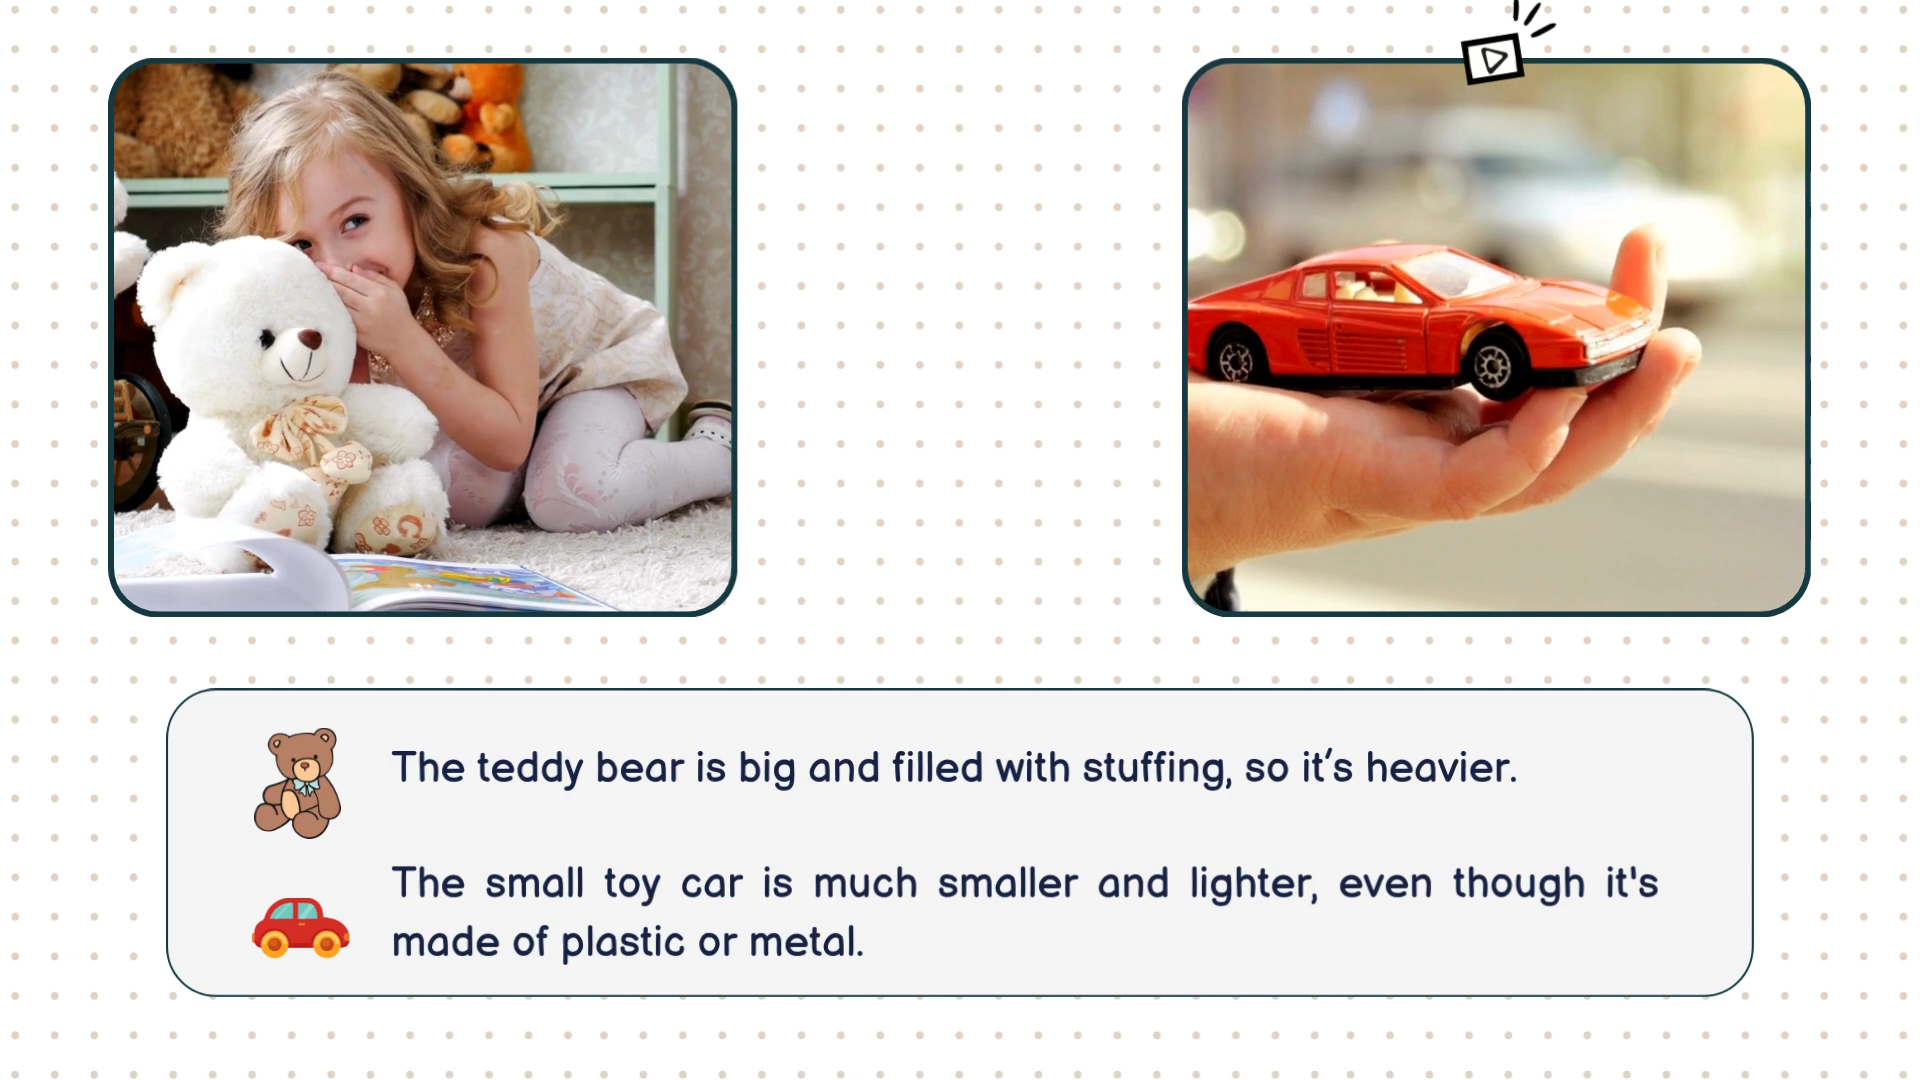 The teddy bear is big and filled with stuffing, so it’s heavier.
The small toy car is much smaller and lighter, even though it's
made of plastic or metal.